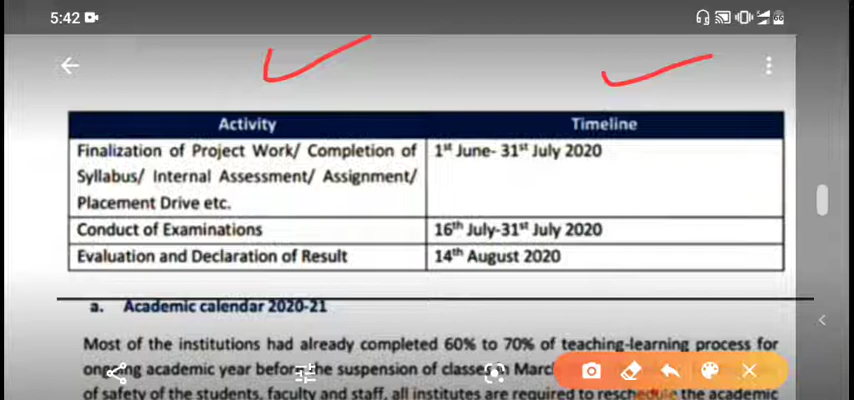 5:42
Activity Timeline
Finalization of Project Work/ Completion of 1st June- 31st July 2020
Syllabus/ Internal Assessment/ Assignment/
Placement Drive etc.
Conduct of Examinations 16th July-31st July 2020
Evaluation and Declaration of Result 14th August 2020
a. Academic calendar 2020-21
Most of the institutions had already completed 60% to 70% of teaching-learning process for
ongoing academic year before the suspension of classes in March
of safety of the students, faculty and staff, all institutes are required to reschedule the academic